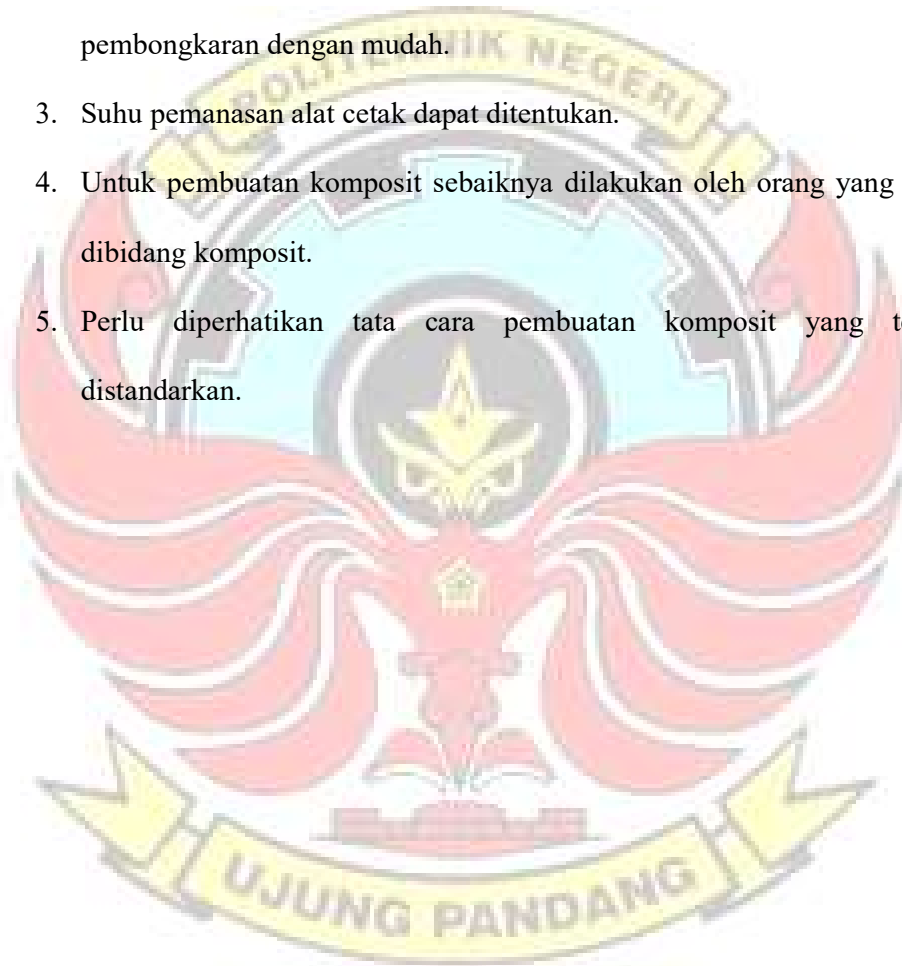 pembongkaran dengan mudah.
POLITEKNIK NEGERI
3. Suhu pemanasan alat cetak dapat ditentukan.
4. Untuk pembuatan komposit sebaiknya dilakukan oleh orang yang
dibidang komposit.
5. Perlu diperhatikan tata cara pembuatan komposit yang
distandarkan.
UJUNG PANDANG